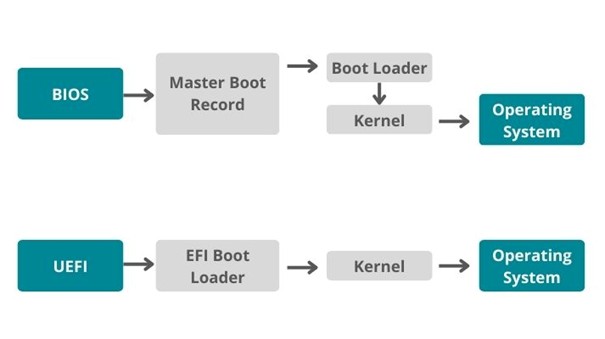 BIOS
Master Boot
Record
Boot Loader
Kernel
Operating
System
UEFI
EFI Boot
Loader
Kernel
Operating
System